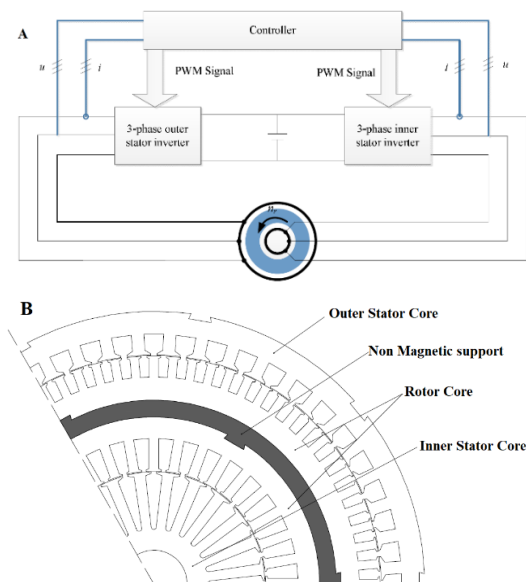 A
Controller
u
i
PWM Signal
PWM Signal
i
u
3-phase outer
stator inverter
3-phase inner
stator inverter
n_r
B
Outer Stator Core
Non Magnetic support
Rotor Core
Inner Stator Core